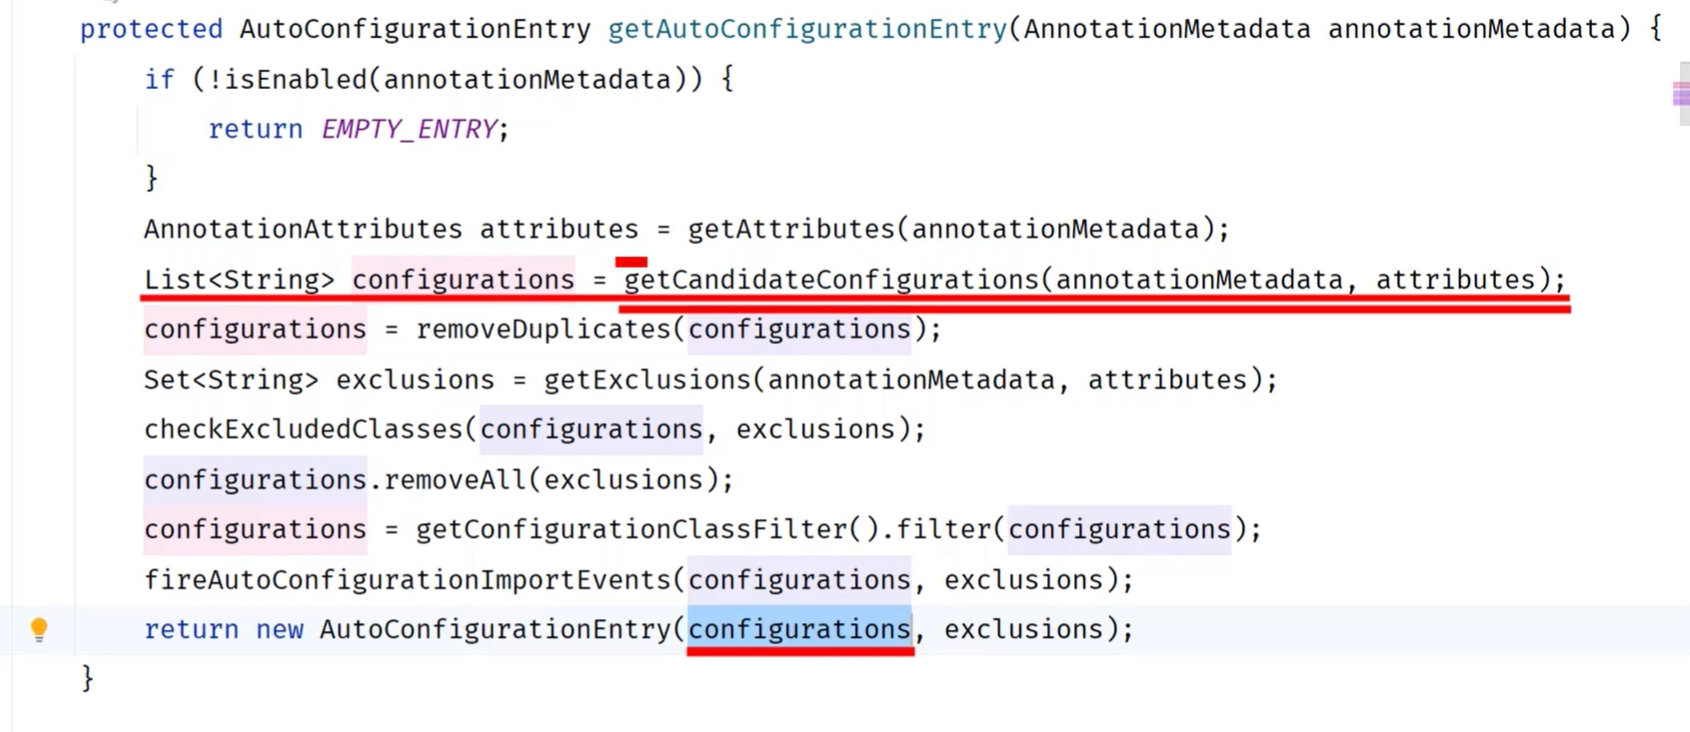 protected AutoConfigurationEntry getAutoConfigurationEntry(AnnotationMetadata annotationMetadata) {
if (!isEnabled(annotationMetadata)) {
return EMPTY_ENTRY;
}
AnnotationAttributes attributes = getAttributes(annotationMetadata);
List<String> configurations = getCandidateConfigurations(annotationMetadata, attributes);
configurations = removeDuplicates(configurations);
Set<String> exclusions = getExclusions(annotationMetadata, attributes);
checkExcludedClasses(configurations, exclusions);
configurations.removeAll(exclusions);
configurations = getConfigurationClassFilter().filter(configurations);
fireAutoConfigurationImportEvents(configurations, exclusions);
return new AutoConfigurationEntry(configurations, exclusions);
}